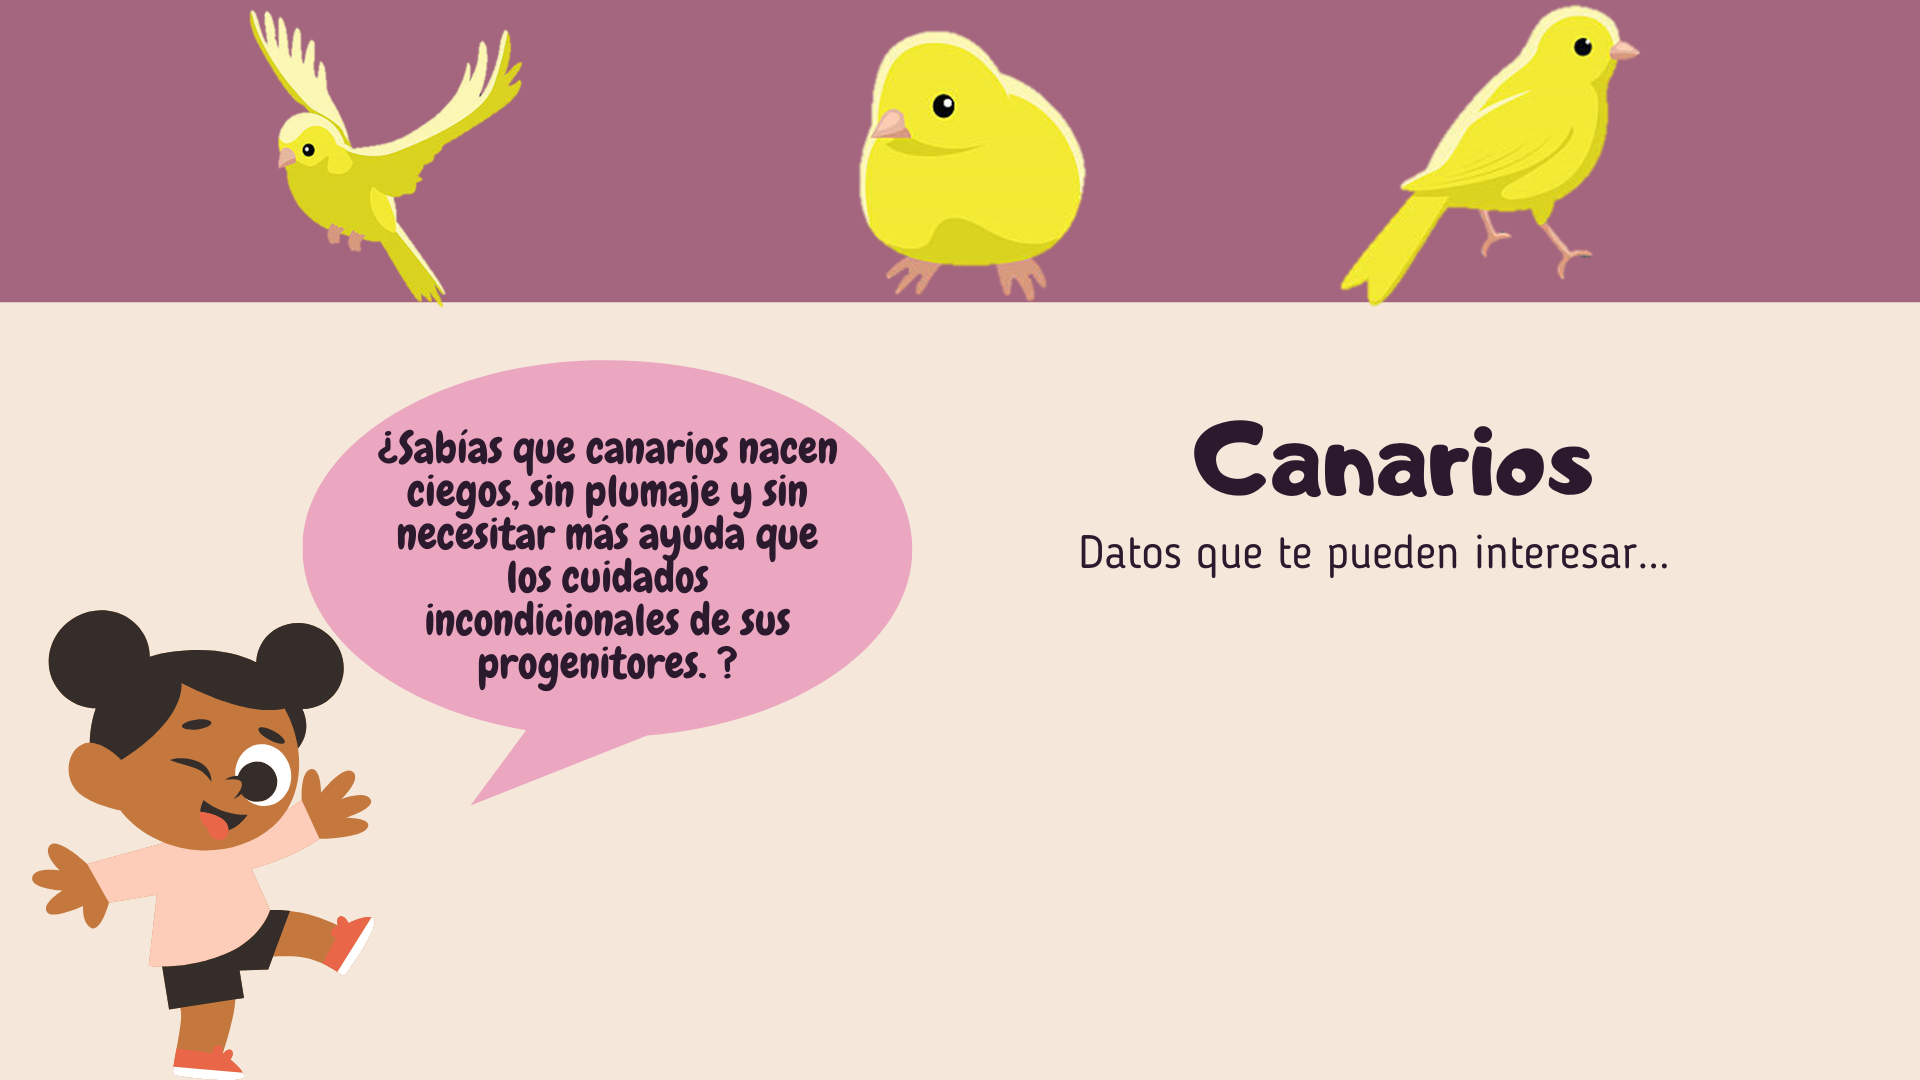 ¿Sabías que canarios nacen
ciegos, sin plumaje y sin
necesitar más ayuda que
los cuidados
incondicionales de sus
progenitores. ?
Canarios
Datos que te pueden interesar...